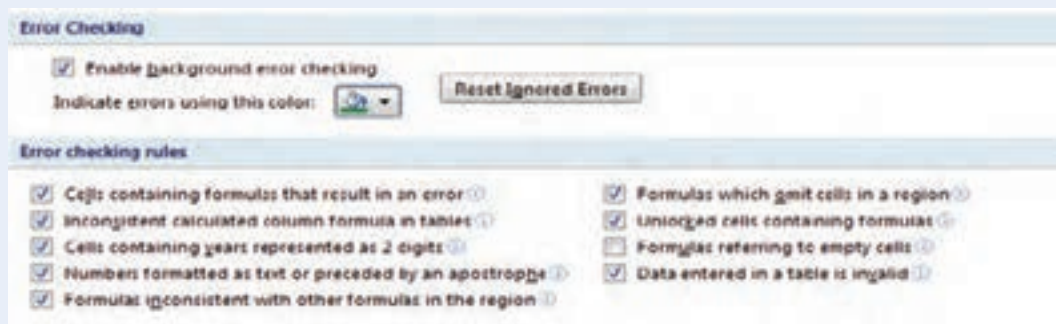 Error Checking
Enable background error checking
Indicate errors using this color:
Reset Ignored Errors
Error checking rules
Cells containing formulas that result in an error
Inconsistent calculated column formula in tables
Cells containing years represented as 2 digits
Numbers formatted as text or preceded by an apostrophe
Formulas inconsistent with other formulas in the region
Formulas which omit cells in a region
Unlocked cells containing formulas
Formulas referring to empty cells
Data entered in a table is invalid